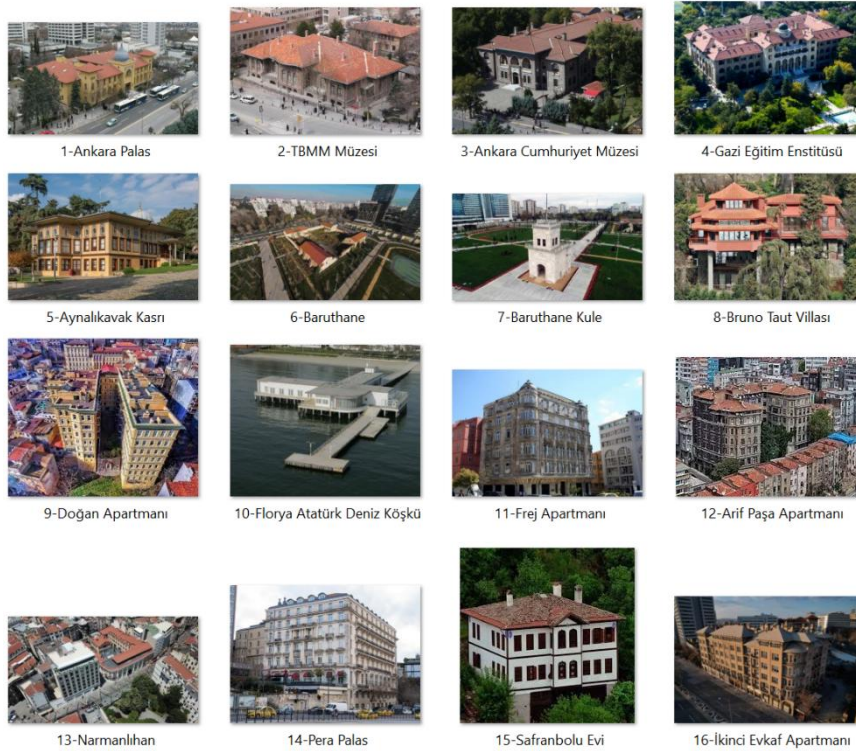 1-Ankara Palas
2-TBMM Müzesi
3-Ankara Cumhuriyet Müzesi
4-Gazi Eğitim Enstitüsü
5-Aynalıkavak Kasrı
6-Baruthane
7-Baruthane Kule
8-Bruno Taut Villası
9-Doğan Apartmanı
10-Florya Atatürk Deniz Köşkü
11-Frej Apartmanı
12-Arif Paşa Apartmanı
13-Narmanlıhan
14-Pera Palas
15-Safranbolu Evi
16-İkinci Evkaf Apartmanı